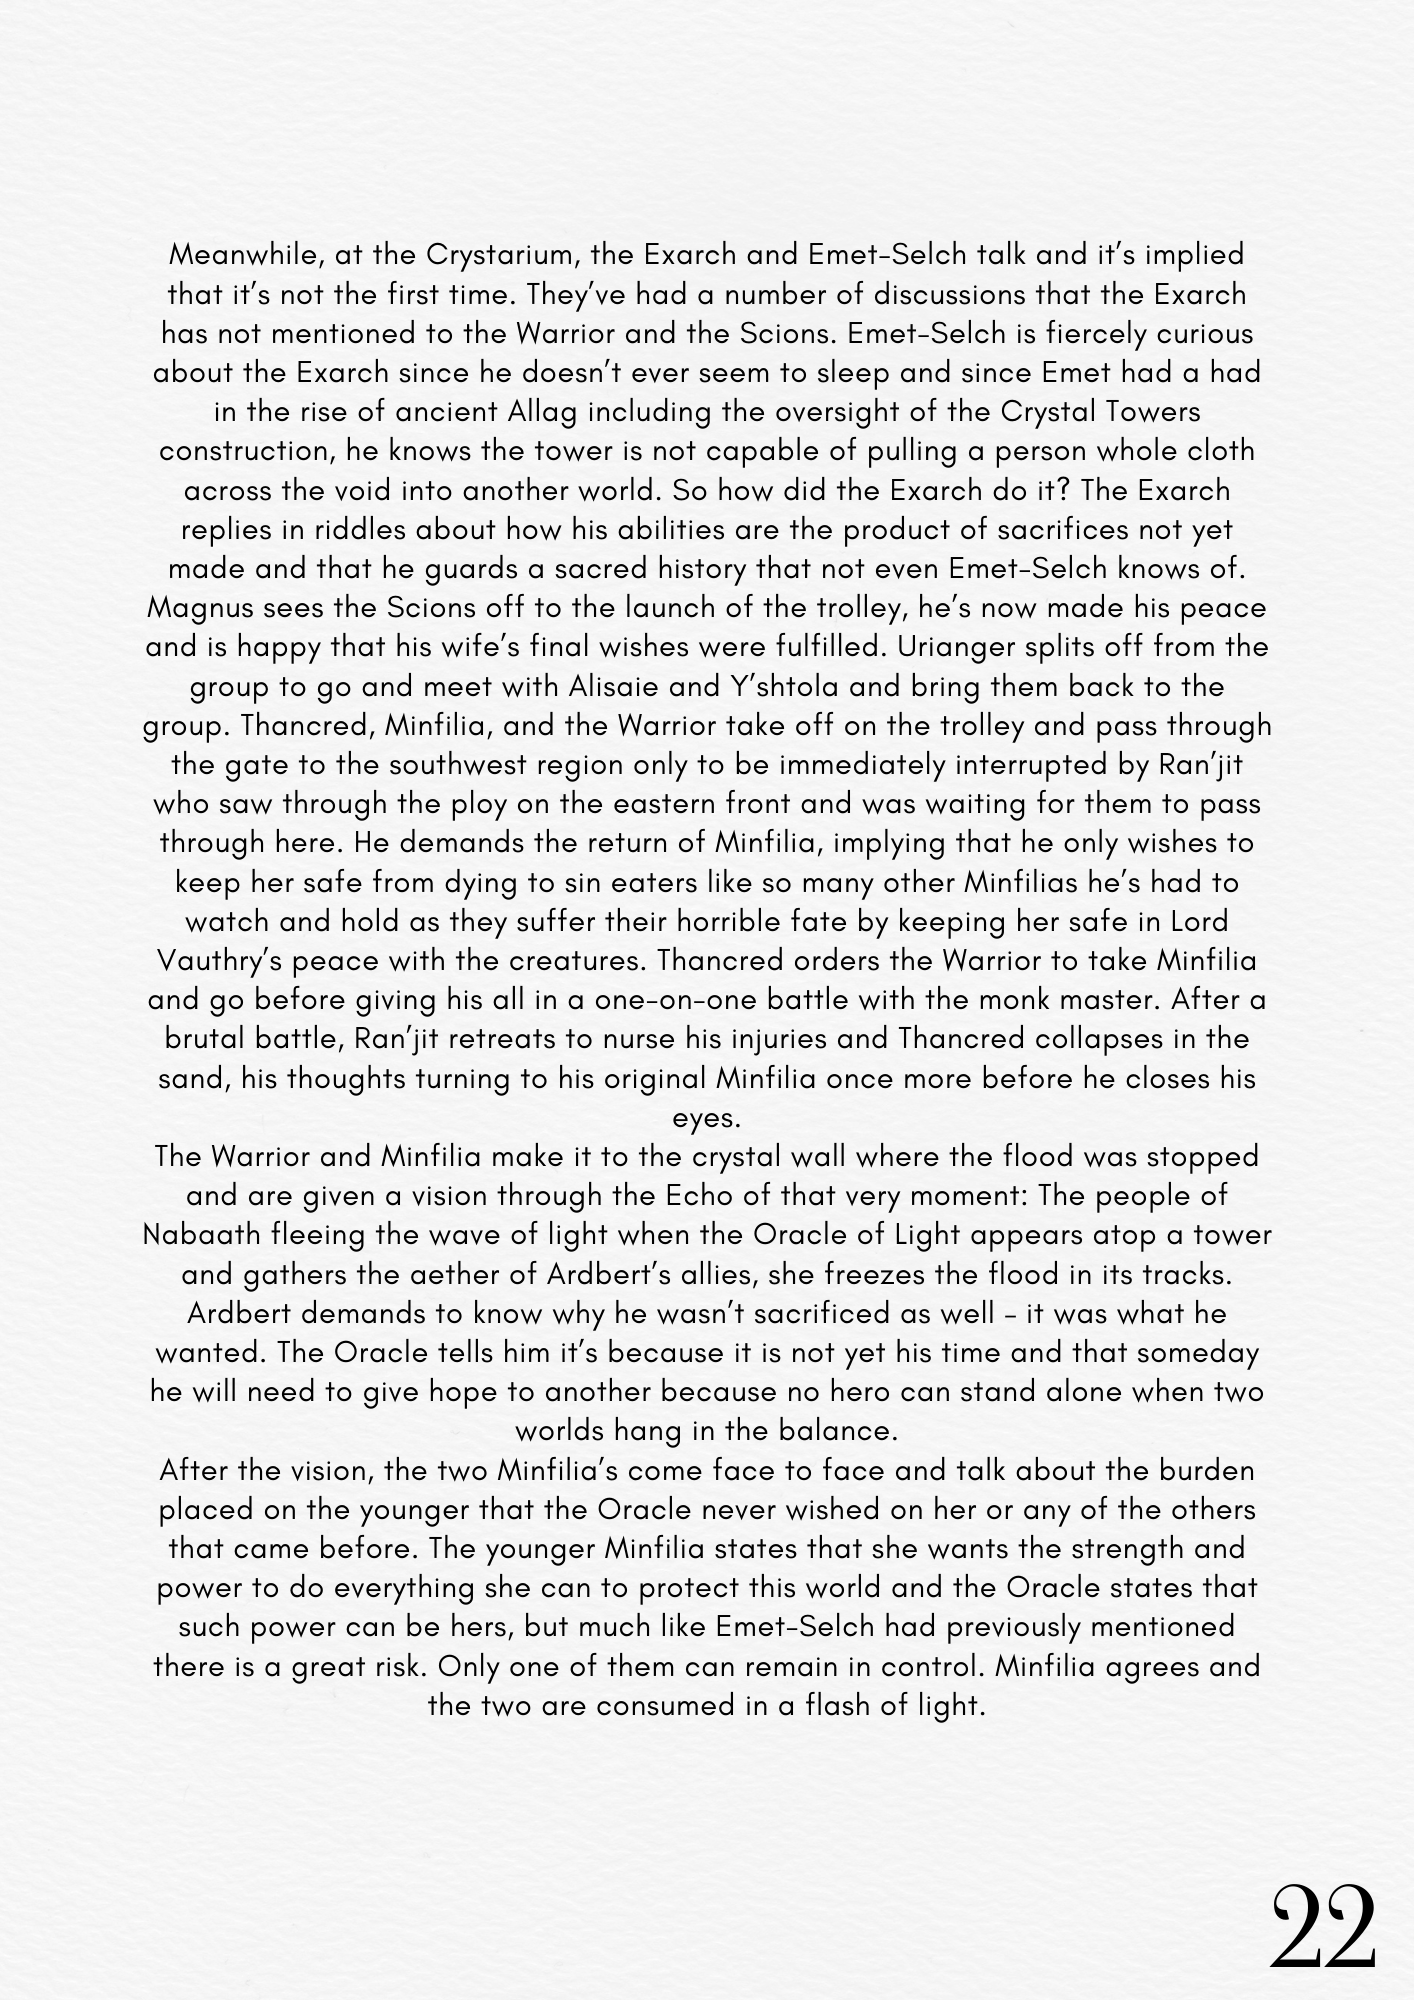 Meanwhile, at the Crystarium, the Exarch and Emet-Selch talk and it’s implied
that it’s not the first time. They’ve had a number of discussions that the Exarch
has not mentioned to the Warrior and the Scions. Emet-Selch is fiercely curious
about the Exarch since he doesn’t ever seem to sleep and since Emet had a had
in the rise of ancient Allag including the oversight of the Crystal Towers
construction, he knows the tower is not capable of pulling a person whole cloth
across the void into another world. So how did the Exarch do it? The Exarch
replies in riddles about how his abilities are the product of sacrifices not yet
made and that he guards a sacred history that not even Emet-Selch knows of.
Magnus sees the Scions off to the launch of the trolley, he’s now made his peace
and is happy that his wife’s final wishes were fulfilled. Urianger splits off from the
group to go and meet with Alisaie and Y’shtola and bring them back to the
group. Thancred, Minfilia, and the Warrior take off on the trolley and pass through
the gate to the southwest region only to be immediately interrupted by Ran’jit
who saw through the ploy on the eastern front and was waiting for them to pass
through here. He demands the return of Minfilia, implying that he only wishes to
keep her safe from dying to sin eaters like so many other Minfilias he’s had to
watch and hold as they suffer their horrible fate by keeping her safe in Lord
Vauthry’s peace with the creatures. Thancred orders the Warrior to take Minfilia
and go before giving his all in a one-on-one battle with the monk master. After a
brutal battle, Ran’jit retreats to nurse his injuries and Thancred collapses in the
sand, his thoughts turning to his original Minfilia once more before he closes his
eyes.
The Warrior and Minfilia make it to the crystal wall where the flood was stopped
and are given a vision through the Echo of that very moment: The people of
Nabaath fleeing the wave of light when the Oracle of Light appears atop a tower
and gathers the aether of Ardbert’s allies, she freezes the flood in its tracks.
Ardbert demands to know why he wasn’t sacrificed as well – it was what he
wanted. The Oracle tells him it’s because it is not yet his time and that someday
he will need to give hope to another because no hero can stand alone when two
worlds hang in the balance.
After the vision, the two Minfilia’s come face to face and talk about the burden
placed on the younger that the Oracle never wished on her or any of the others
that came before. The younger Minfilia states that she wants the strength and
power to do everything she can to protect this world and the Oracle states that
such power can be hers, but much like Emet-Selch had previously mentioned
there is a great risk. Only one of them can remain in control. Minfilia agrees and
the two are consumed in a flash of light.
22